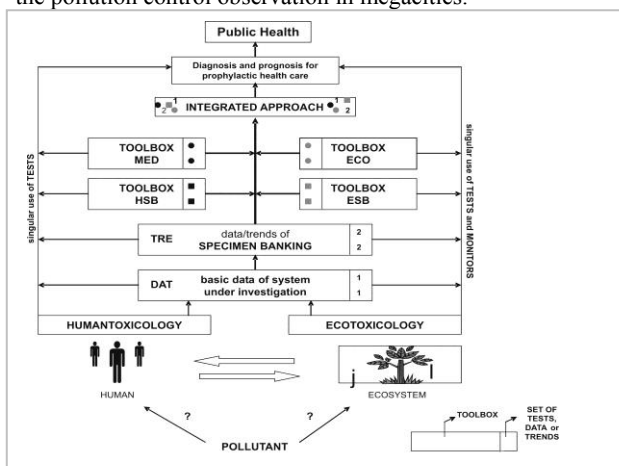 the pollution control observation in megacities.
Public Health
Diagnosis and prognosis for
prophylactic health care
1
2
INTEGRATED APPROACH
1
2
TOOLBOX
MED
TOOLBOX
ECO
TOOLBOX
HSB
TOOLBOX
ESB
singular use of TESTS
singular use of TESTS and MONITORS
TRE
data/trends of
SPECIMEN BANKING
2
2
DAT
basic data of system
under investigation
1
1
HUMANTOXICOLOGY
ECOTOXICOLOGY
j
l
HUMAN
ECOSYSTEM
?
?
POLLUTANT
TOOLBOX
SET OF
TESTS,
DATA or
TRENDS